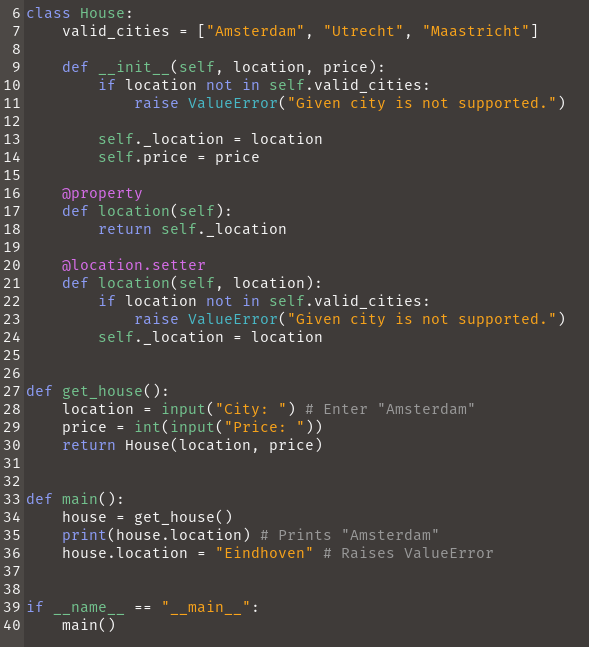 6 class House:
7     valid_cities = ["Amsterdam", "Utrecht", "Maastricht"]
8
9     def __init__(self, location, price):
10         if location not in self.valid_cities:
11             raise ValueError("Given city is not supported.")
12
13         self._location = location
14         self.price = price
15
16     @property
17     def location(self):
18         return self._location
19
20     @location.setter
21     def location(self, location):
22         if location not in self.valid_cities:
23             raise ValueError("Given city is not supported.")
24         self._location = location
25
26
27 def get_house():
28     location = input("City: ") # Enter "Amsterdam"
29     price = int(input("Price: "))
30     return House(location, price)
31
32
33 def main():
34     house = get_house()
35     print(house.location) # Prints "Amsterdam"
36     house.location = "Eindhoven" # Raises ValueError
37
38
39 if __name__ == "__main__":
40     main()